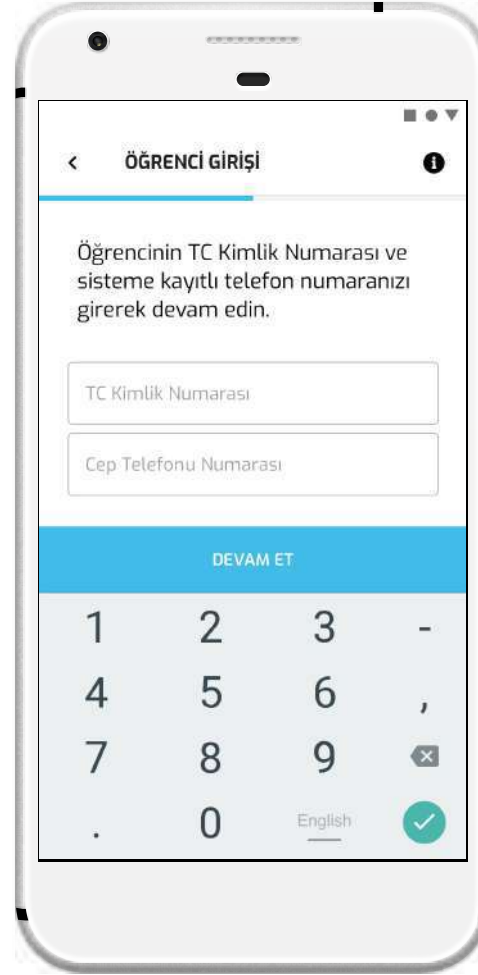 ÖĞRENCİ GİRİŞİ
Öğrencinin TC Kimlik Numarası ve
sisteme kayıtlı telefon numaranızı
girerek devam edin.
TC Kimlik Numarası
Cep Telefonu Numarası
DEVAM ET
1 2 3 -
4 5 6 ,
7 8 9
. 0 English